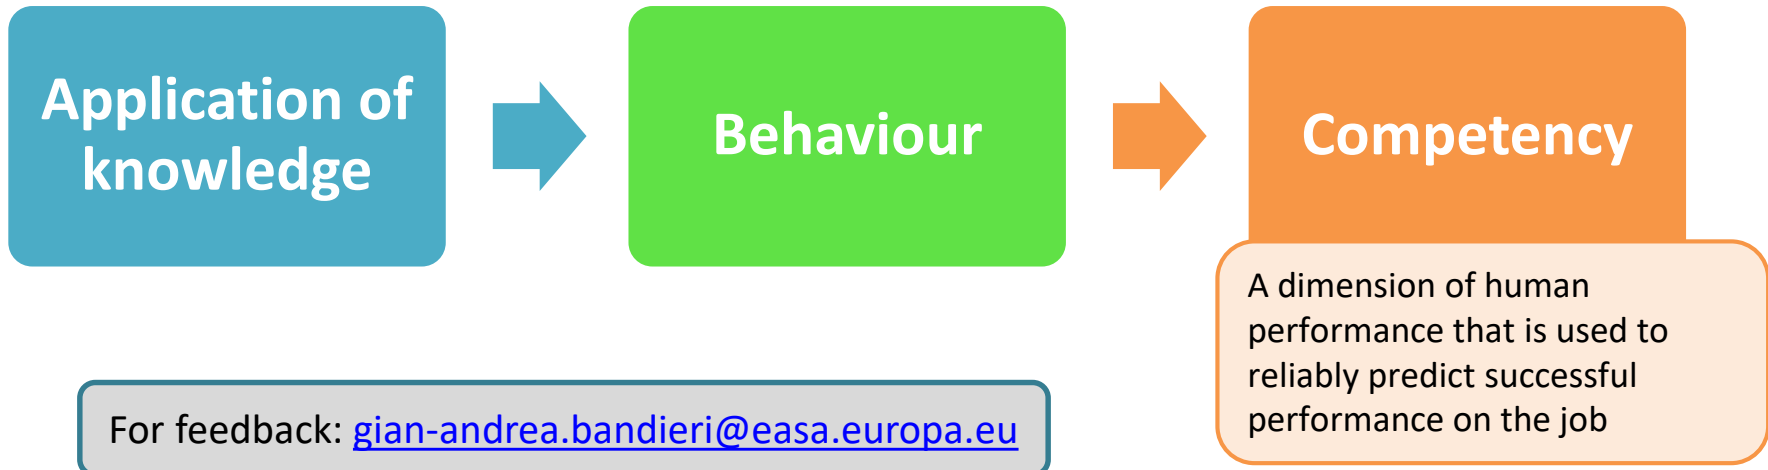 Application of
knowledge
Behaviour
Competency
A dimension of human
performance that is used to
reliably predict successful
performance on the job
For feedback: gian-andrea.bandieri@easa.europa.eu